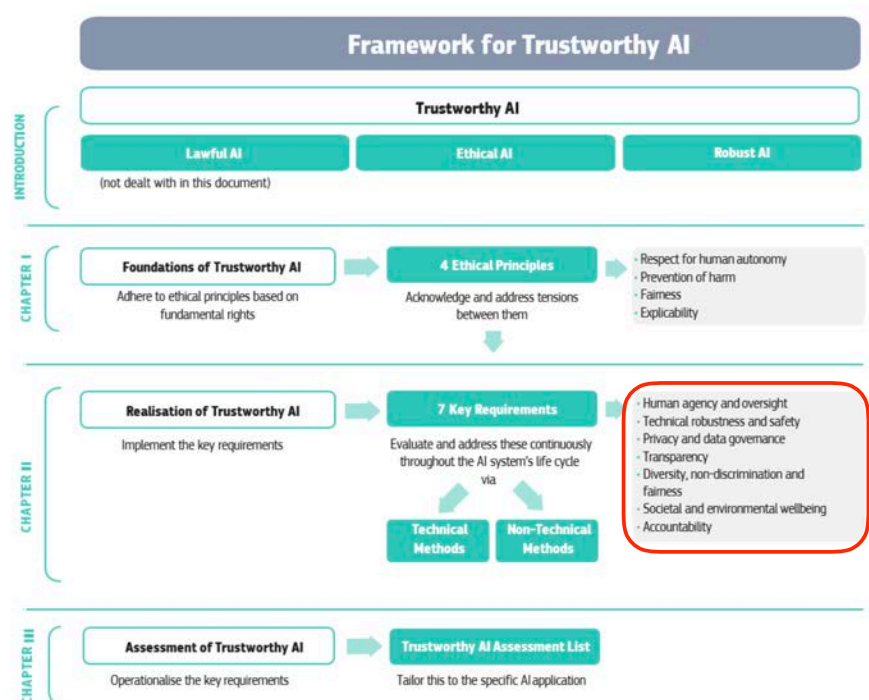 Framework for Trustworthy AI
INTRODUCTION
Trustworthy AI
Lawful AI
Ethical AI
Robust AI
(not dealt with in this document)
CHAPTER I
Foundations of Trustworthy AI
Adhere to ethical principles based on
fundamental rights
4 Ethical Principles
Acknowledge and address tensions
between them
· Respect for human autonomy
· Prevention of harm
· Fairness
· Explicability
CHAPTER II
Realisation of Trustworthy AI
Implement the key requirements
7 Key Requirements
Evaluate and address these continuously
throughout the AI system's life cycle
via
Technical
Methods
Non-Technical
Methods
· Human agency and oversight
· Technical robustness and safety
· Privacy and data governance
· Transparency
· Diversity, non-discrimination and
fairness
· Societal and environmental wellbeing
· Accountability
CHAPTER III
Assessment of Trustworthy AI
Operationalise the key requirements
Trustworthy AI Assessment List
Tailor this to the specific AI application